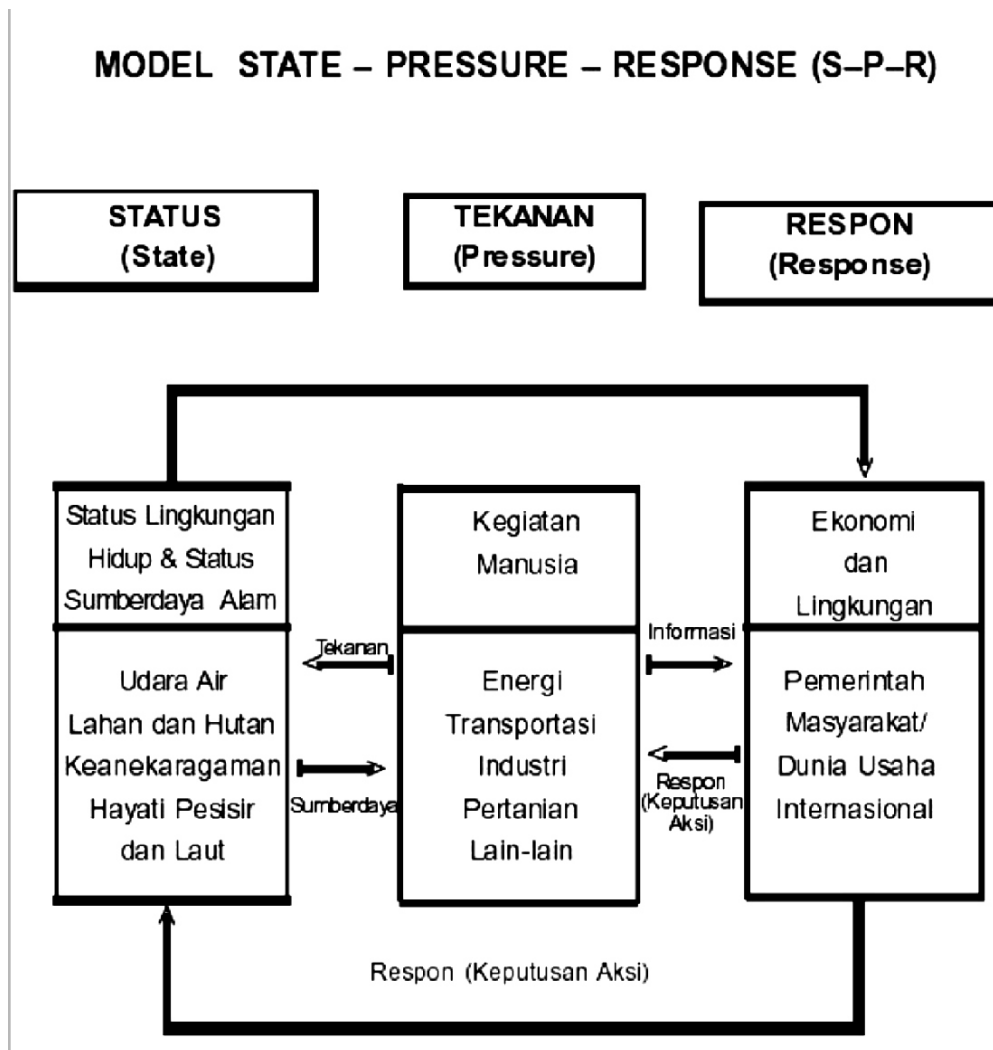 MODEL STATE – PRESSURE – RESPONSE (S–P–R)
STATUS
(State)
TEKANAN
(Pressure)
RESPON
(Response)
Status Lingkungan
Hidup & Status
Sumberdaya Alam
Udara Air
Lahan dan Hutan
Keanekaragaman
Hayati Pesisir
dan Laut
Tekanan
Sumberdaya
Kegiatan
Manusia
Energi
Transportasi
Industri
Pertanian
Lain-lain
Informasi
Respon
(Keputusan
Aksi)
Ekonomi
dan
Lingkungan
Pemerintah
Masyarakat/
Dunia Usaha
Internasional
Respon (Keputusan Aksi)